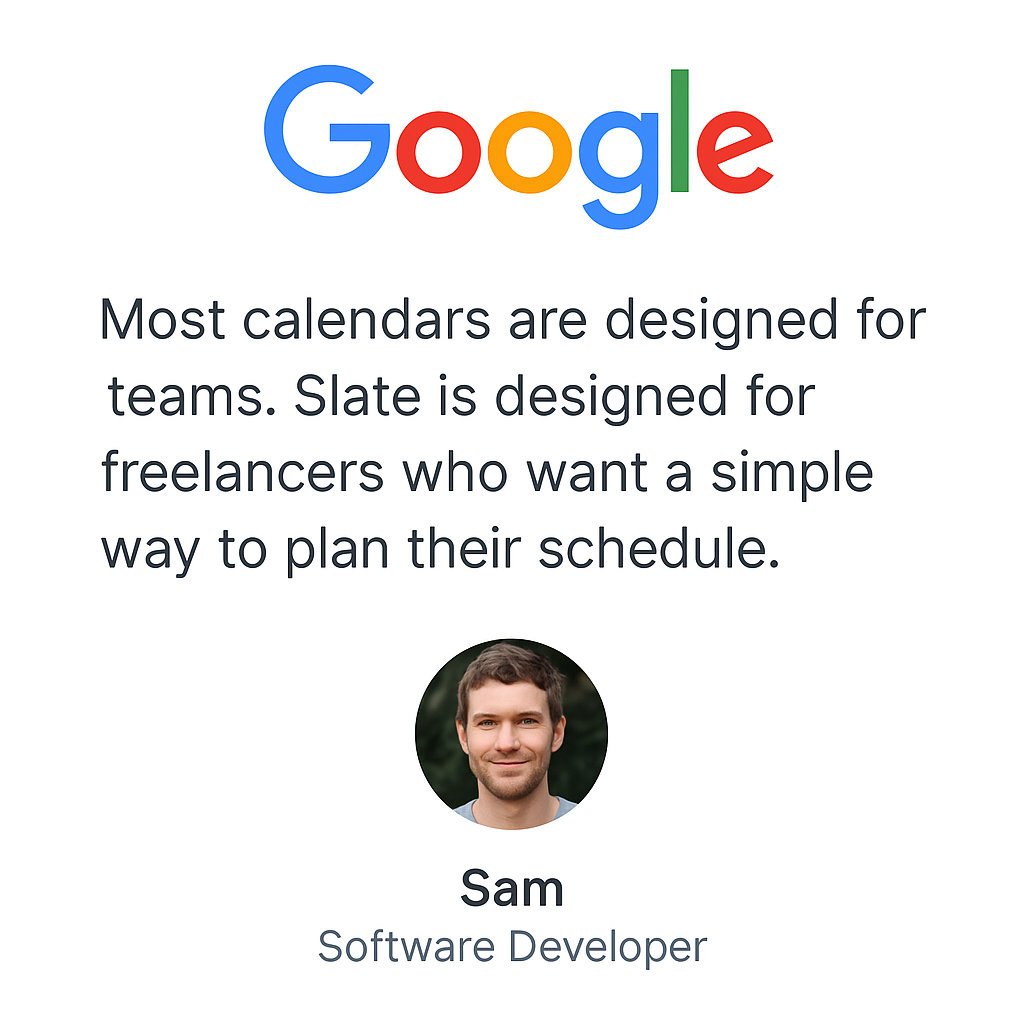 Google
Most calendars are designed for
teams. Slate is designed for
freelancers who want a simple
way to plan their schedule.
Sam
Software Developer